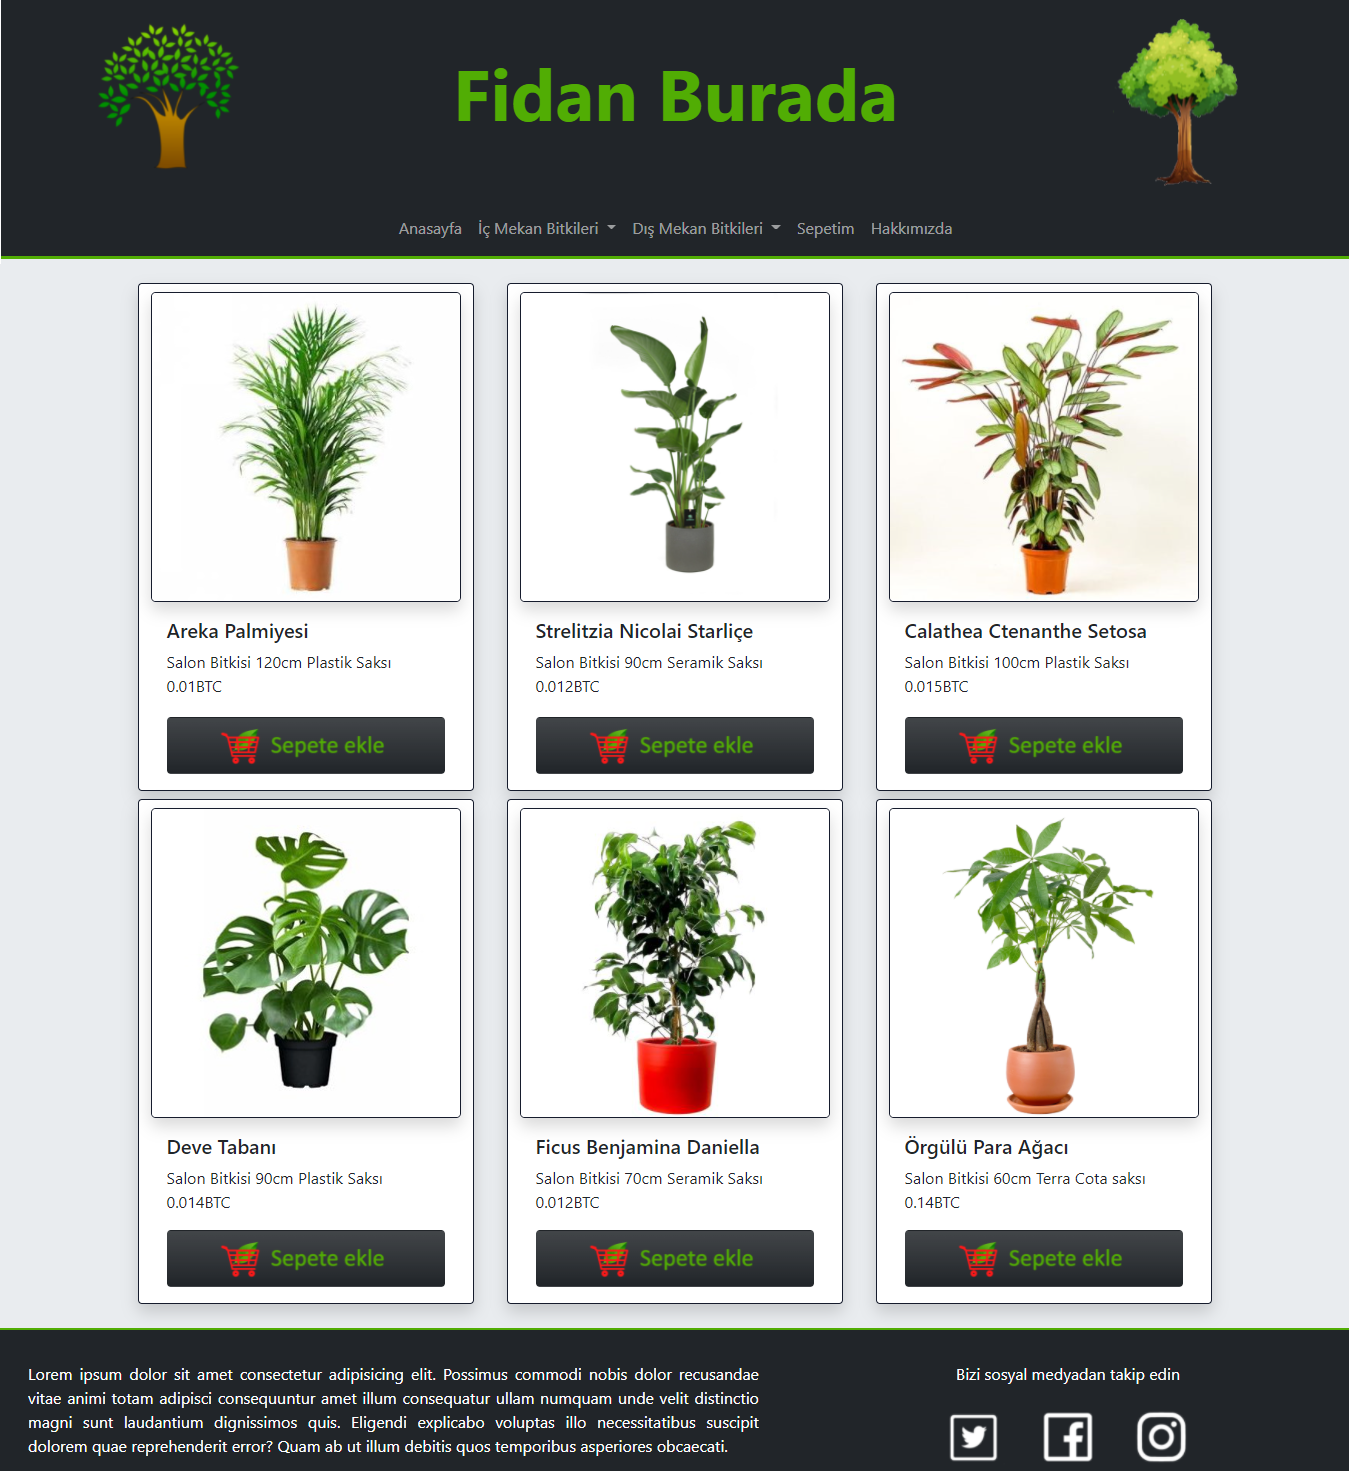 Fidan Burada
Anasayfa İç Mekan Bitkileri Dış Mekan Bitkileri Sepetim Hakkımızda
Areka Palmiyesi
Salon Bitkisi 120cm Plastik Saksı
0.01BTC
Sepete ekle
Strelitzia Nicolai Starliçe
Salon Bitkisi 90cm Seramik Saksı
0.012BTC
Sepete ekle
Calathea Ctenanthe Setosa
Salon Bitkisi 100cm Plastik Saksı
0.015BTC
Sepete ekle
Deve Tabanı
Salon Bitkisi 90cm Plastik Saksı
0.014BTC
Sepete ekle
Ficus Benjamina Daniella
Salon Bitkisi 70cm Seramik Saksı
0.012BTC
Sepete ekle
Örgülü Para Ağacı
Salon Bitkisi 60cm Terra Cota saksı
0.14BTC
Sepete ekle
Lorem ipsum dolor sit amet consectetur adipisicing elit. Possimus commodi nobis dolor recusandae
vitae animi totam adipisci consequuntur amet illum consequatur ullam numquam unde velit distinctio
magni sunt laudantium dignissimos quis. Eligendi explicabo voluptas illo necessitatibus suscipit
dolorem quae reprehenderit error? Quam ab ut illum debitis quos temporibus asperiores obcaecati.
Bizi sosyal medyadan takip edin